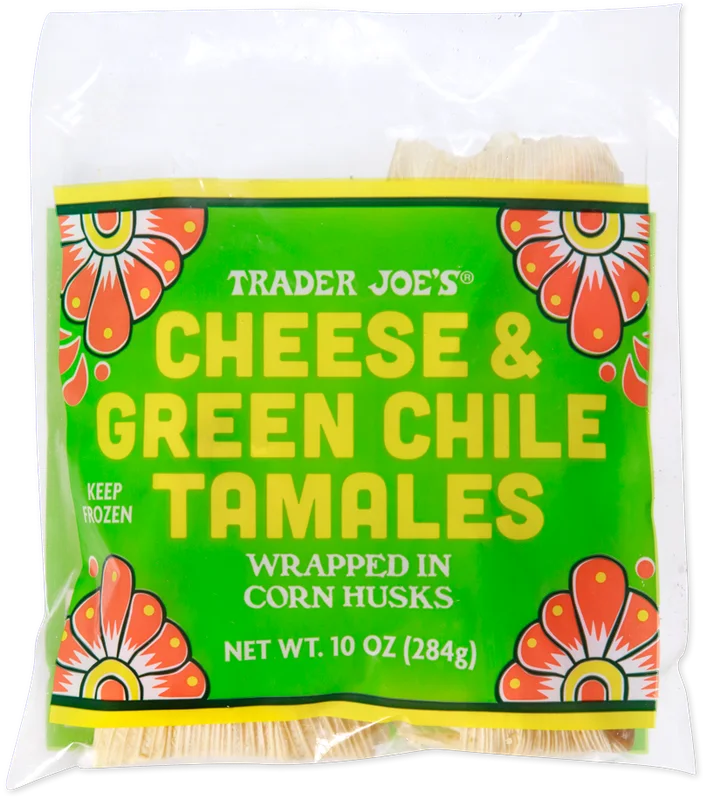 TRADER JOE'S®
CHEESE &
GREEN CHILE
TAMALES
KEEP
FROZEN
WRAPPED IN
CORN HUSKS
NET WT. 10 OZ (284g)